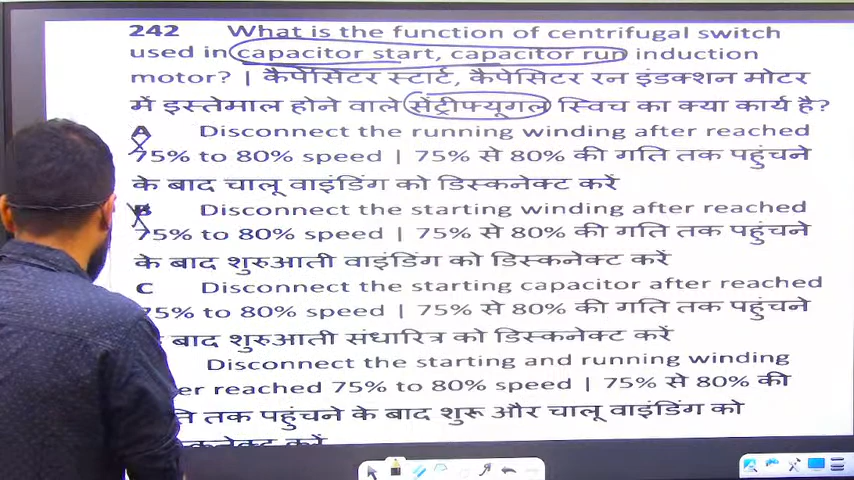 242 What is the function of centrifugal switch
used in capacitor start, capacitor run induction
motor? | कैपेसिटर स्टार्ट, कैपेसिटर रन इंडक्शन मोटर
में इस्तेमाल होने वाले सेंट्रीफ्यूगल स्विच का क्या कार्य है?
A Disconnect the running winding after reached
75% to 80% speed | 75% से 80% की गति तक पहुंचने
के बाद चालू वाइंडिंग को डिस्कनेक्ट करें
B Disconnect the starting winding after reached
75% to 80% speed | 75% से 80% की गति तक पहुंचने
के बाद शुरुआती वाइंडिंग को डिस्कनेक्ट करें
C Disconnect the starting capacitor after reached
75% to 80% speed | 75% से 80% की गति तक पहुंचने
बाद शुरुआती संधारित्र को डिस्कनेक्ट करें
Disconnect the starting and running winding
er reached 75% to 80% speed | 75% से 80% की
तक पहुंचने के बाद शुरू और चालू वाइंडिंग को